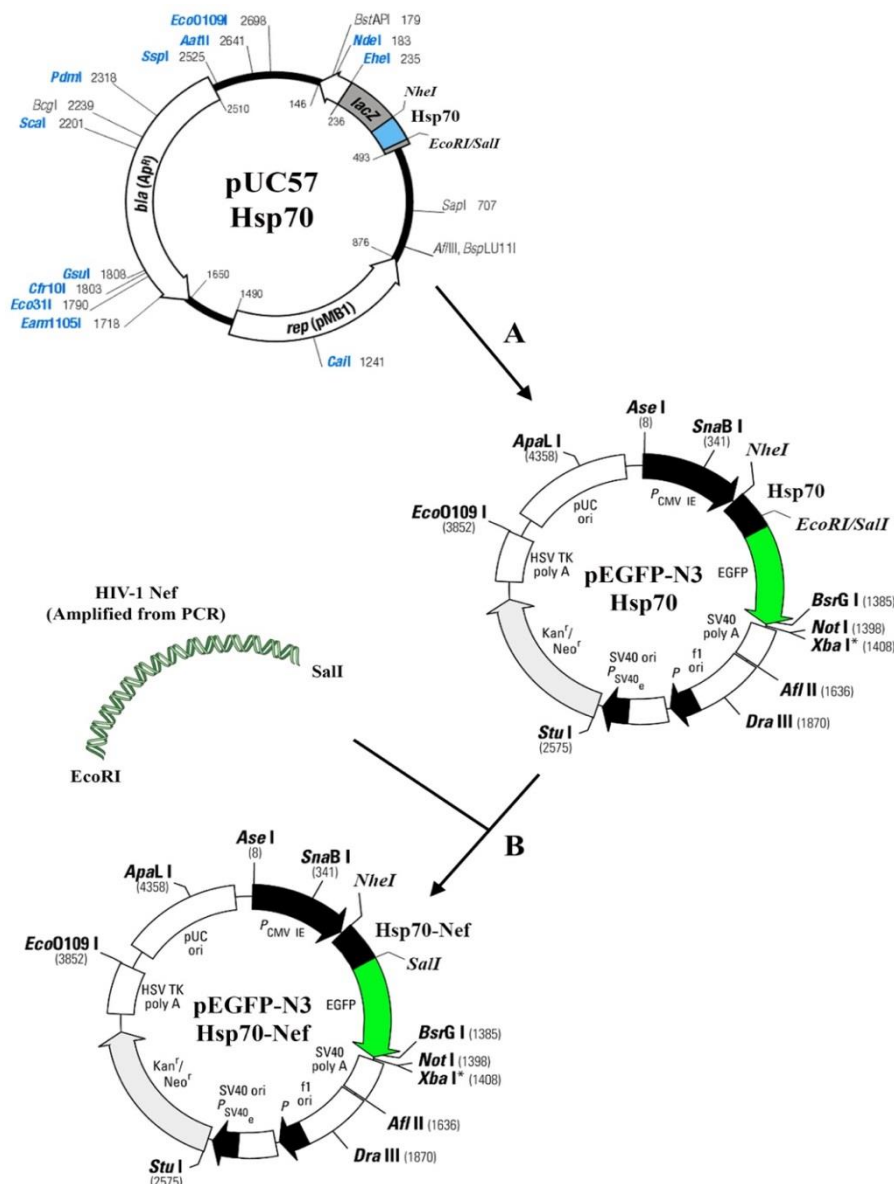 EcoO109I 2698
AatII 2641
SspI 2525
PdmI 2318
BcgI 2239
ScaI 2201
BstAPI 179
NdeI 183
EheI 235
NheI
Hsp70
EcoRI/SalI
2510
146
236
lacZ
493
bla (ApR)
pUC57
Hsp70
SapI 707
AflIII, BspLU11I
876
GsuI 1808
Cfr10I 1803
Eco31I 1790
Eam1105I 1718
1660
1490
rep (pMB1)
CaiI 1241
A
Ase I
(8)
SnaB I
(341)
NheI
ApaL I
(4358)
Hsp70
EcoRI/SalI
PCMV IE
pUC
ori
EcoO109 I
(3852)
HSV TK
poly A
EGFP
pEGFP-N3
Hsp70
BsrG I (1385)
Not I (1398)
Xba I* (1408)
SV40
poly A
Kanr/
Neor
SV40 ori
PSV40e
P
f1
ori
Afl II (1636)
Dra III (1870)
Stu I
(2575)
HIV-1 Nef
(Amplified from PCR)
SalI
EcoRI
B
Ase I
(8)
SnaB I
(341)
NheI
ApaL I
(4358)
Hsp70-Nef
SalI
PCMV IE
pUC
ori
EcoO109 I
(3852)
HSV TK
poly A
EGFP
pEGFP-N3
Hsp70-Nef
BsrG I (1385)
Not I (1398)
Xba I* (1408)
SV40
poly A
Kanr/
Neor
SV40 ori
PSV40e
P
f1
ori
Afl II (1636)
Dra III (1870)
Stu I
(2575)